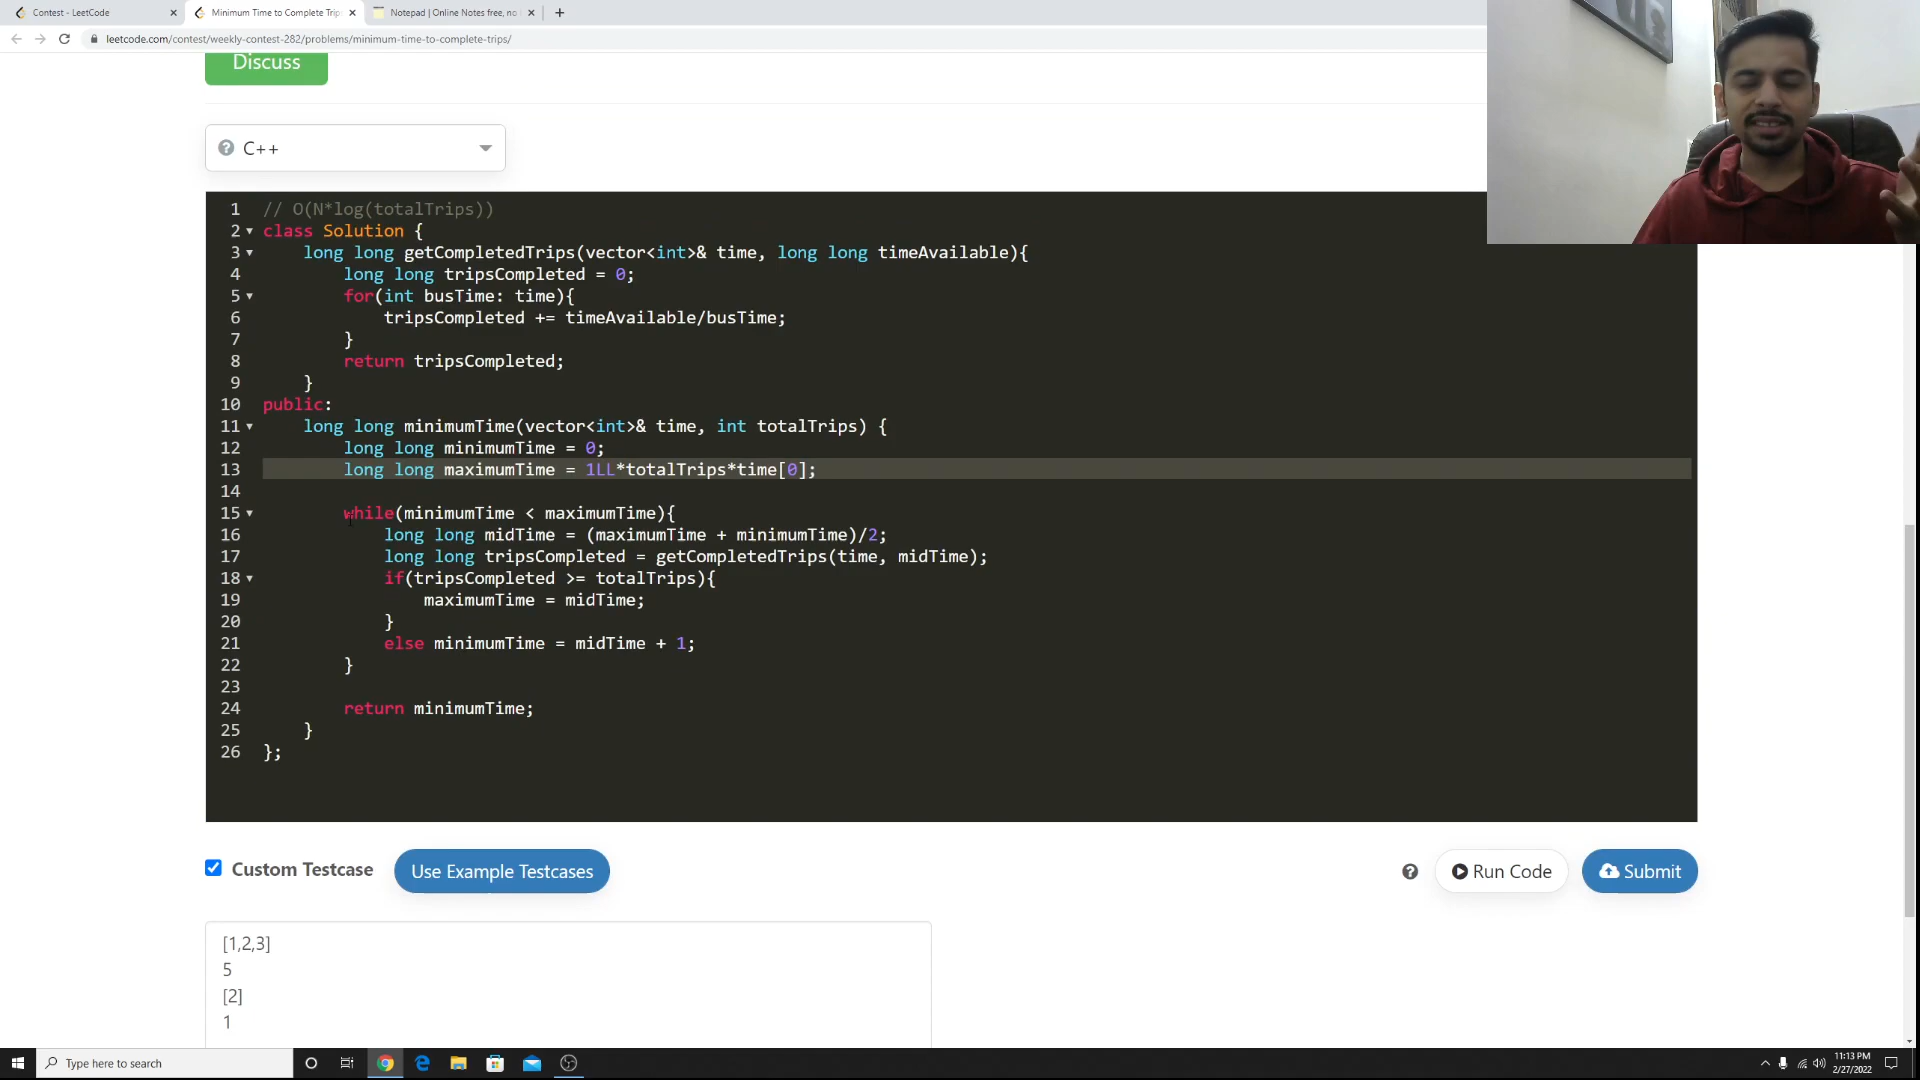 Contest - LeetCode
Minimum Time to Complete Trip
Notepad | Online Notes free, no
leetcode.com/contest/weekly-contest-282/problems/minimum-time-to-complete-trips/
Discuss
C++
1 // O(N*log(totalTrips))
2 class Solution {
3 long long getCompletedTrips(vector<int>& time, long long timeAvailable){
4 long long tripsCompleted = 0;
5 for(int busTime: time){
6 tripsCompleted += timeAvailable/busTime;
7 }
8 return tripsCompleted;
9 }
10 public:
11 long long minimumTime(vector<int>& time, int totalTrips) {
12 long long minimumTime = 0;
13 long long maximumTime = 1LL*totalTrips*time[0];
14
15 while(minimumTime < maximumTime){
16 long long midTime = (maximumTime + minimumTime)/2;
17 long long tripsCompleted = getCompletedTrips(time, midTime);
18 if(tripsCompleted >= totalTrips){
19 maximumTime = midTime;
20 }
21 else minimumTime = midTime + 1;
22 }
23
24 return minimumTime;
25 }
26 };
Custom Testcase
Use Example Testcases
Run Code
Submit
[1,2,3]
5
[2]
1
Type here to search
11:13 PM
2/27/2022